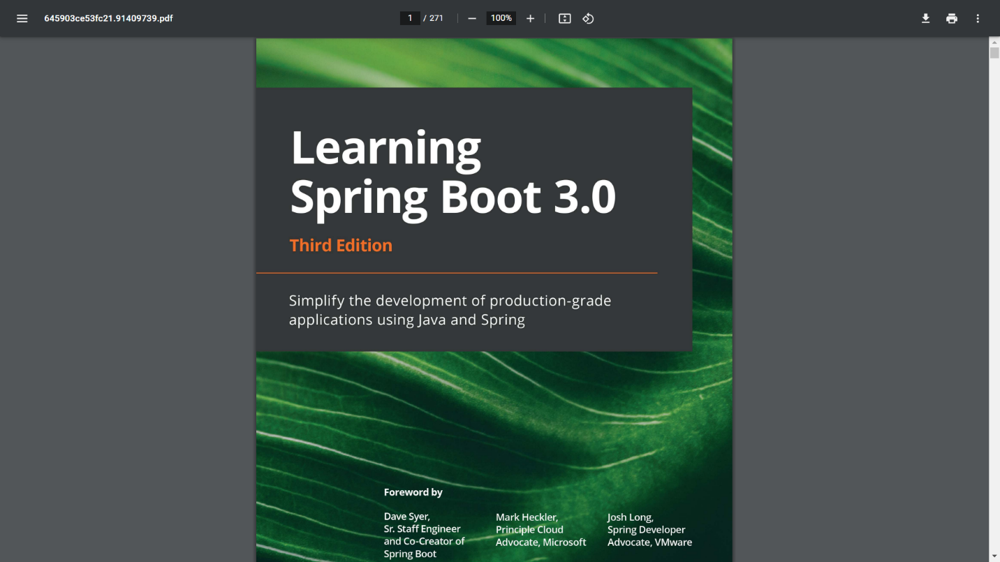 645903ce53fc21.91409739.pdf
1 / 271
100%
Learning
Spring Boot 3.0
Third Edition
Simplify the development of production-grade
applications using Java and Spring
Foreword by
Dave Syer,
Sr. Staff Engineer
and Co-Creator of
Spring Boot
Mark Heckler,
Principle Cloud
Advocate, Microsoft
Josh Long,
Spring Developer
Advocate, VMware